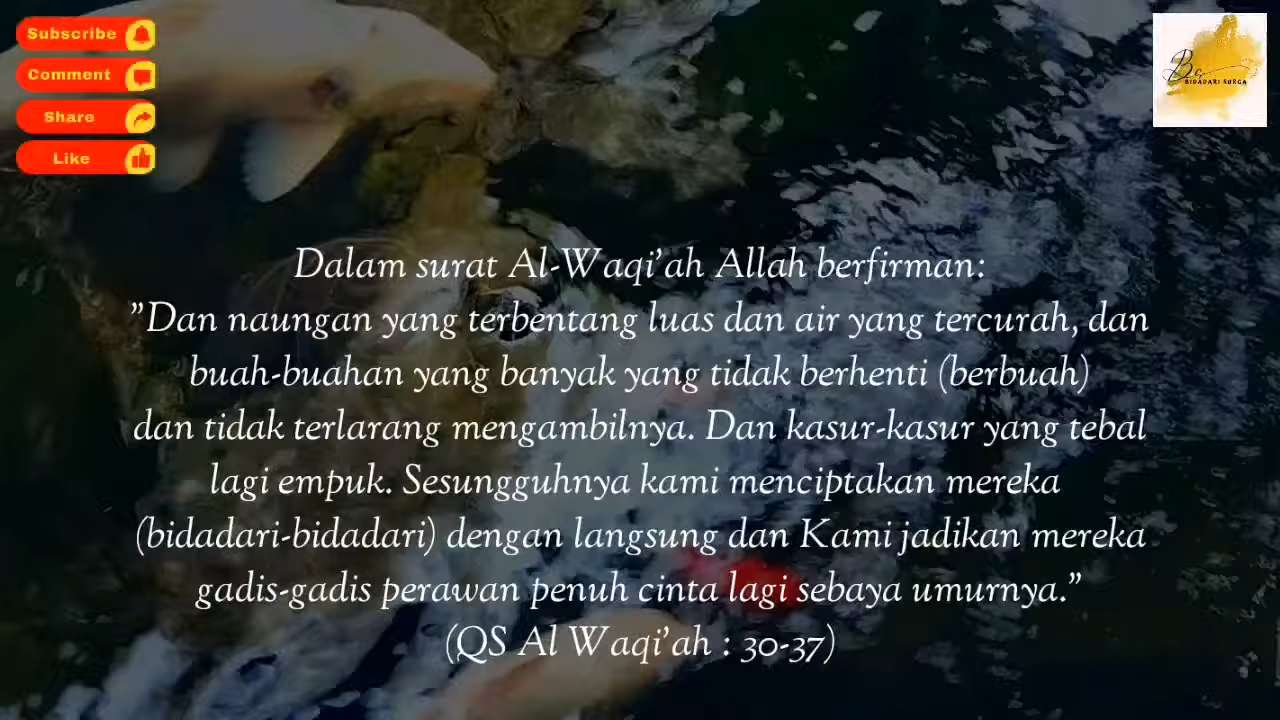 Subscribe
Comment
Share
Like
Bs
BIDADARI SURGA
Dalam surat Al-Waqi’ah Allah berfirman:
”Dan naungan yang terbentang luas dan air yang tercurah, dan
buah-buahan yang banyak yang tidak berhenti (berbuah)
dan tidak terlarang mengambilnya. Dan kasur-kasur yang tebal
lagi empuk. Sesungguhnya kami menciptakan mereka
(bidadari-bidadari) dengan langsung dan Kami jadikan mereka
gadis-gadis perawan penuh cinta lagi sebaya umurnya.”
(QS Al Waqi’ah : 30-37)